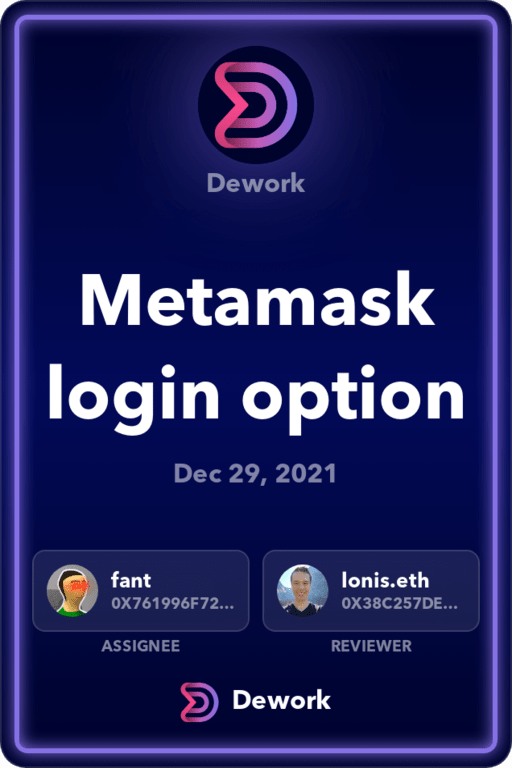 Dework
Metamask
login option
Dec 29, 2021
fant
0X761996F72...
lonis.eth
0X38C257DE...
ASSIGNEE
REVIEWER
Dework